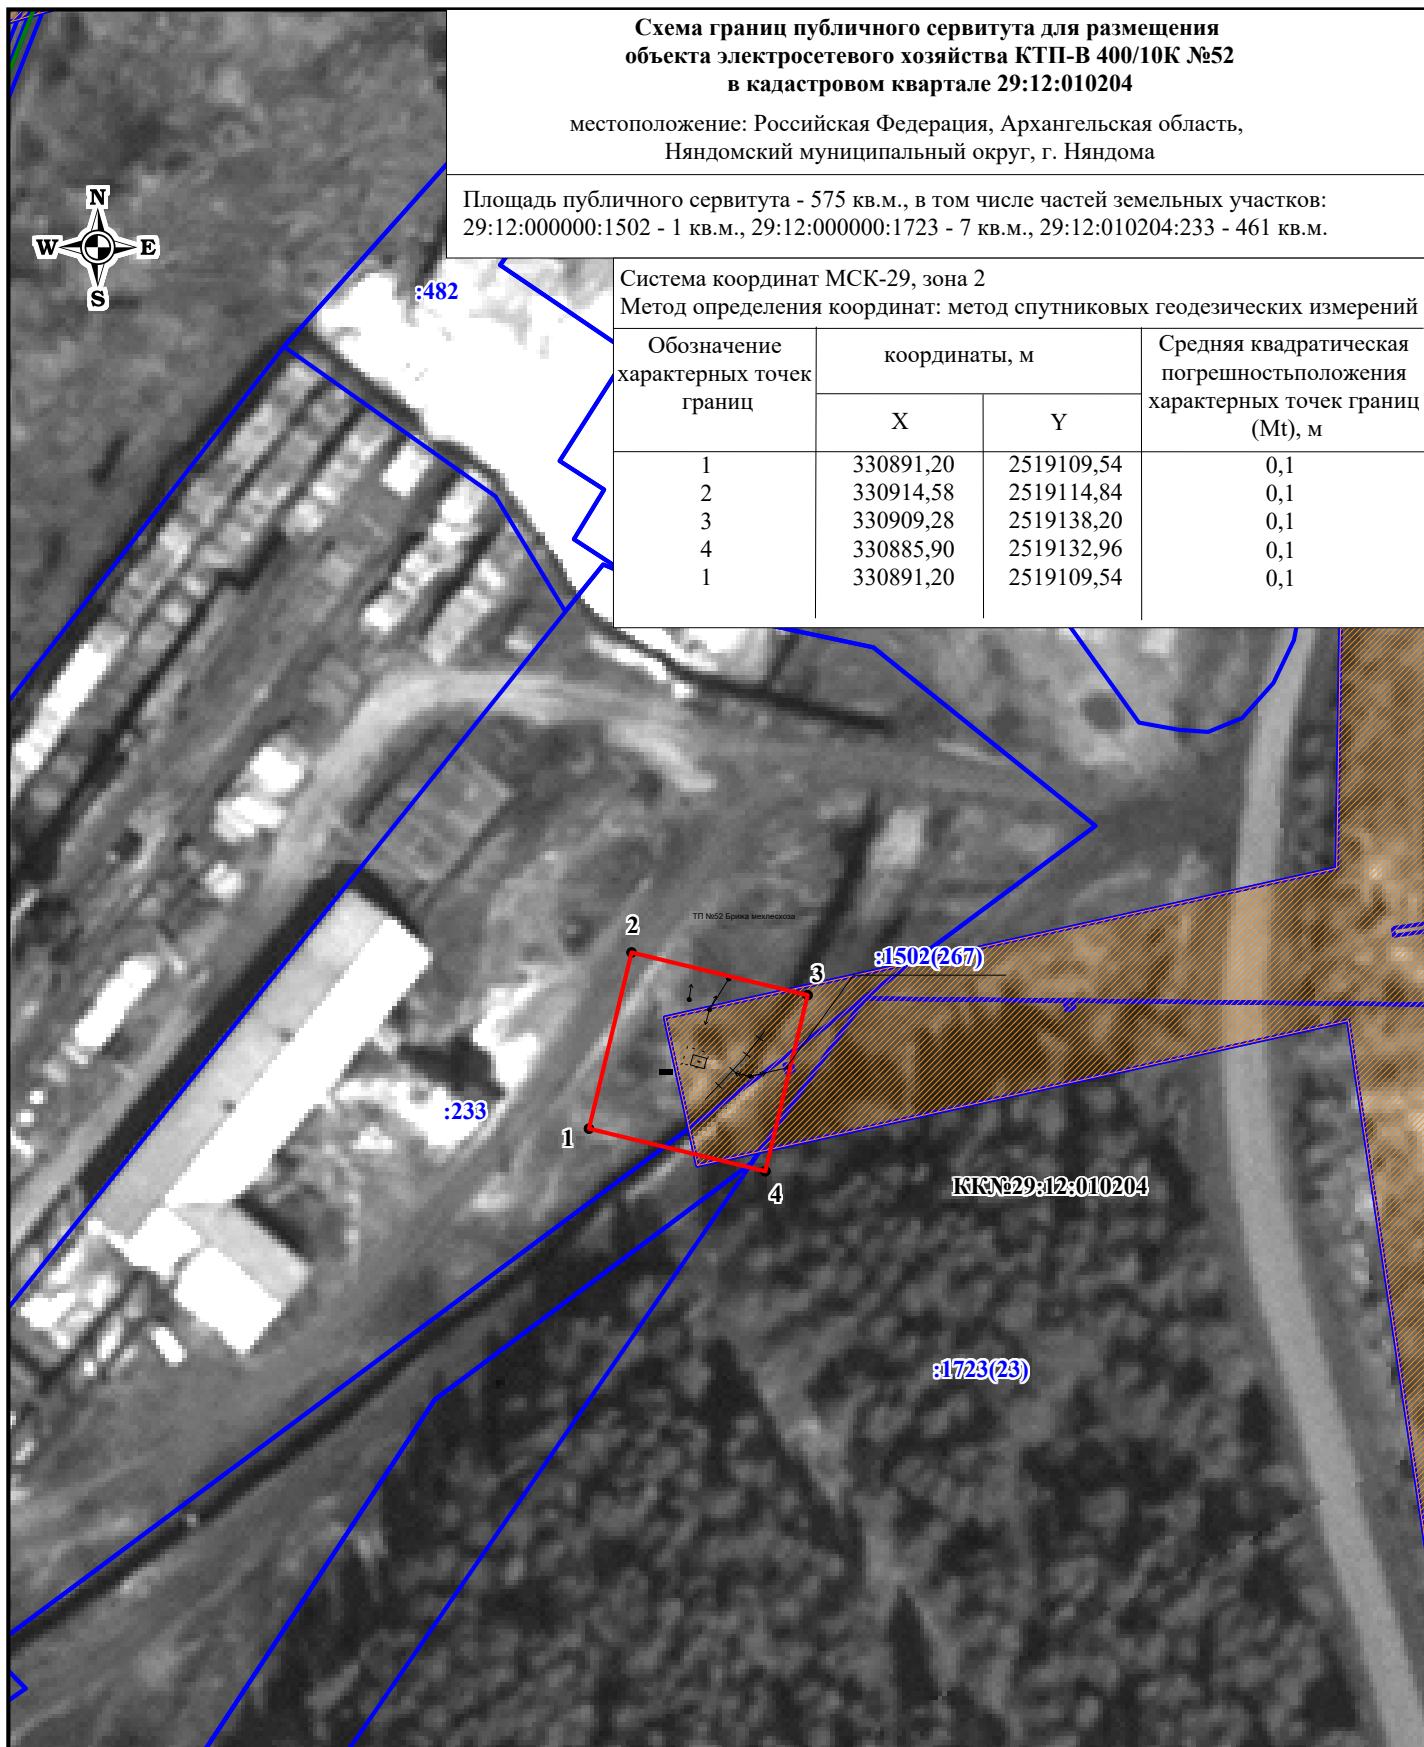 Схема границ публичного сервитута для размещения
объекта электросетевого хозяйства КТП-В 400/10К №52
в кадастровом квартале 29:12:010204
местоположение: Российская Федерация, Архангельская область,
Няндомский муниципальный округ, г. Няндома
Площадь публичного сервитута - 575 кв.м., в том числе частей земельных участков:
29:12:000000:1502 - 1 кв.м., 29:12:000000:1723 - 7 кв.м., 29:12:010204:233 - 461 кв.м.
Система координат МСК-29, зона 2
Метод определения координат: метод спутниковых геодезических измерений
Обозначение характерных точек границ
координаты, м
X Y
Средняя квадратическая погрешностьположения характерных точек границ (Mt), м
1 330891,20 2519109,54 0,1
2 330914,58 2519114,84 0,1
3 330909,28 2519138,20 0,1
4 330885,90 2519132,96 0,1
1 330891,20 2519109,54 0,1
N
W E
S
:482
ТП №52 Брика мехлесхоза
2
:1502(267)
3
:233
1
4
КК№29:12:010204
:1723(23)